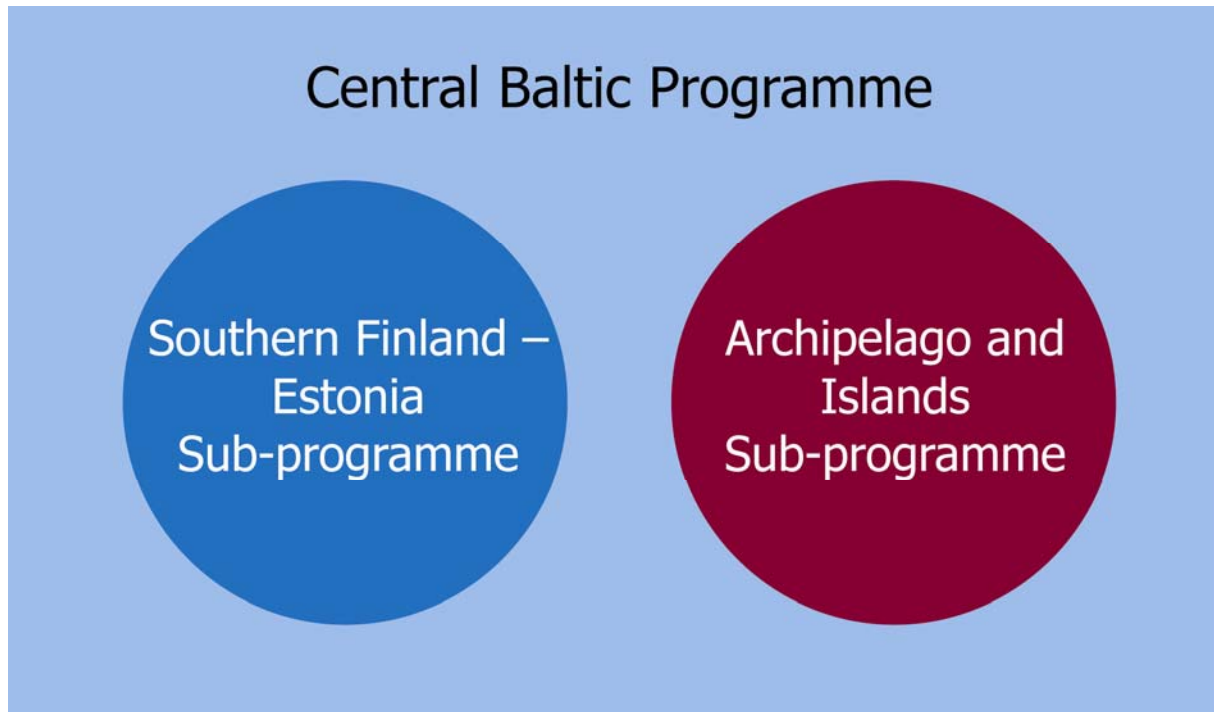 Central Baltic Programme
Southern Finland –
Estonia
Sub-programme
Archipelago and
Islands
Sub-programme